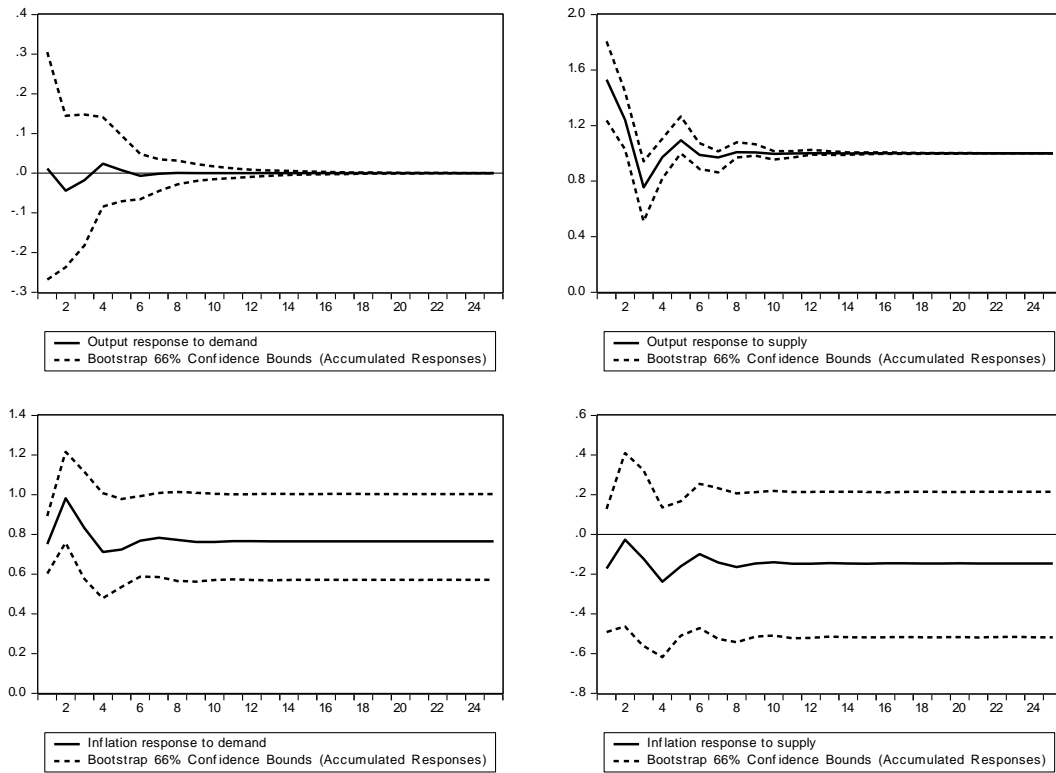 .4
.3
.2
.1
.0
-.1
-.2
-.3
2 4 6 8 10 12 14 16 18 20 22 24
Output response to demand
Bootstrap 66% Confidence Bounds (Accumulated Responses)
2.0
1.6
1.2
0.8
0.4
0.0
2 4 6 8 10 12 14 16 18 20 22 24
Output response to supply
Bootstrap 66% Confidence Bounds (Accumulated Responses)
1.4
1.2
1.0
0.8
0.6
0.4
0.2
0.0
2 4 6 8 10 12 14 16 18 20 22 24
Inflation response to demand
Bootstrap 66% Confidence Bounds (Accumulated Responses)
.6
.4
.2
.0
-.2
-.4
-.6
-.8
2 4 6 8 10 12 14 16 18 20 22 24
Inflation response to supply
Bootstrap 66% Confidence Bounds (Accumulated Responses)